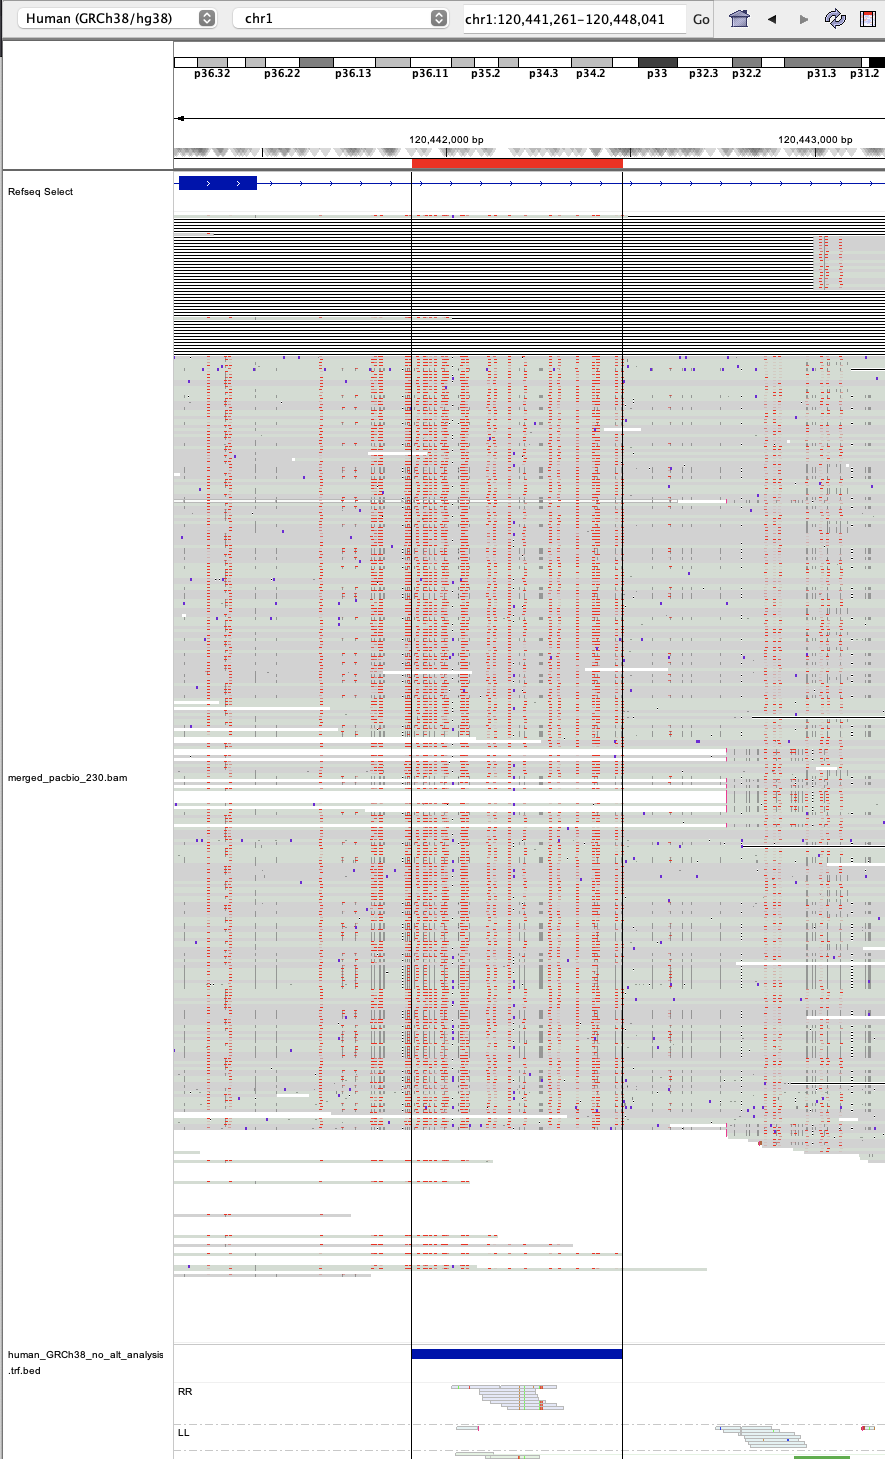 Human (GRCh38/hg38) chr1 chr1:120,441,261-120,448,041 Go
p36.32 p36.22 p36.13 p36.11 p35.2 p34.3 p34.2 p33 p32.3 p32.2 p31.3 p31.2
120,442,000 bp 120,443,000 bp
Refseq Select
merged_pacbio_230.bam
human_GRCh38_no_alt_analysis
.trf.bed
RR
LL